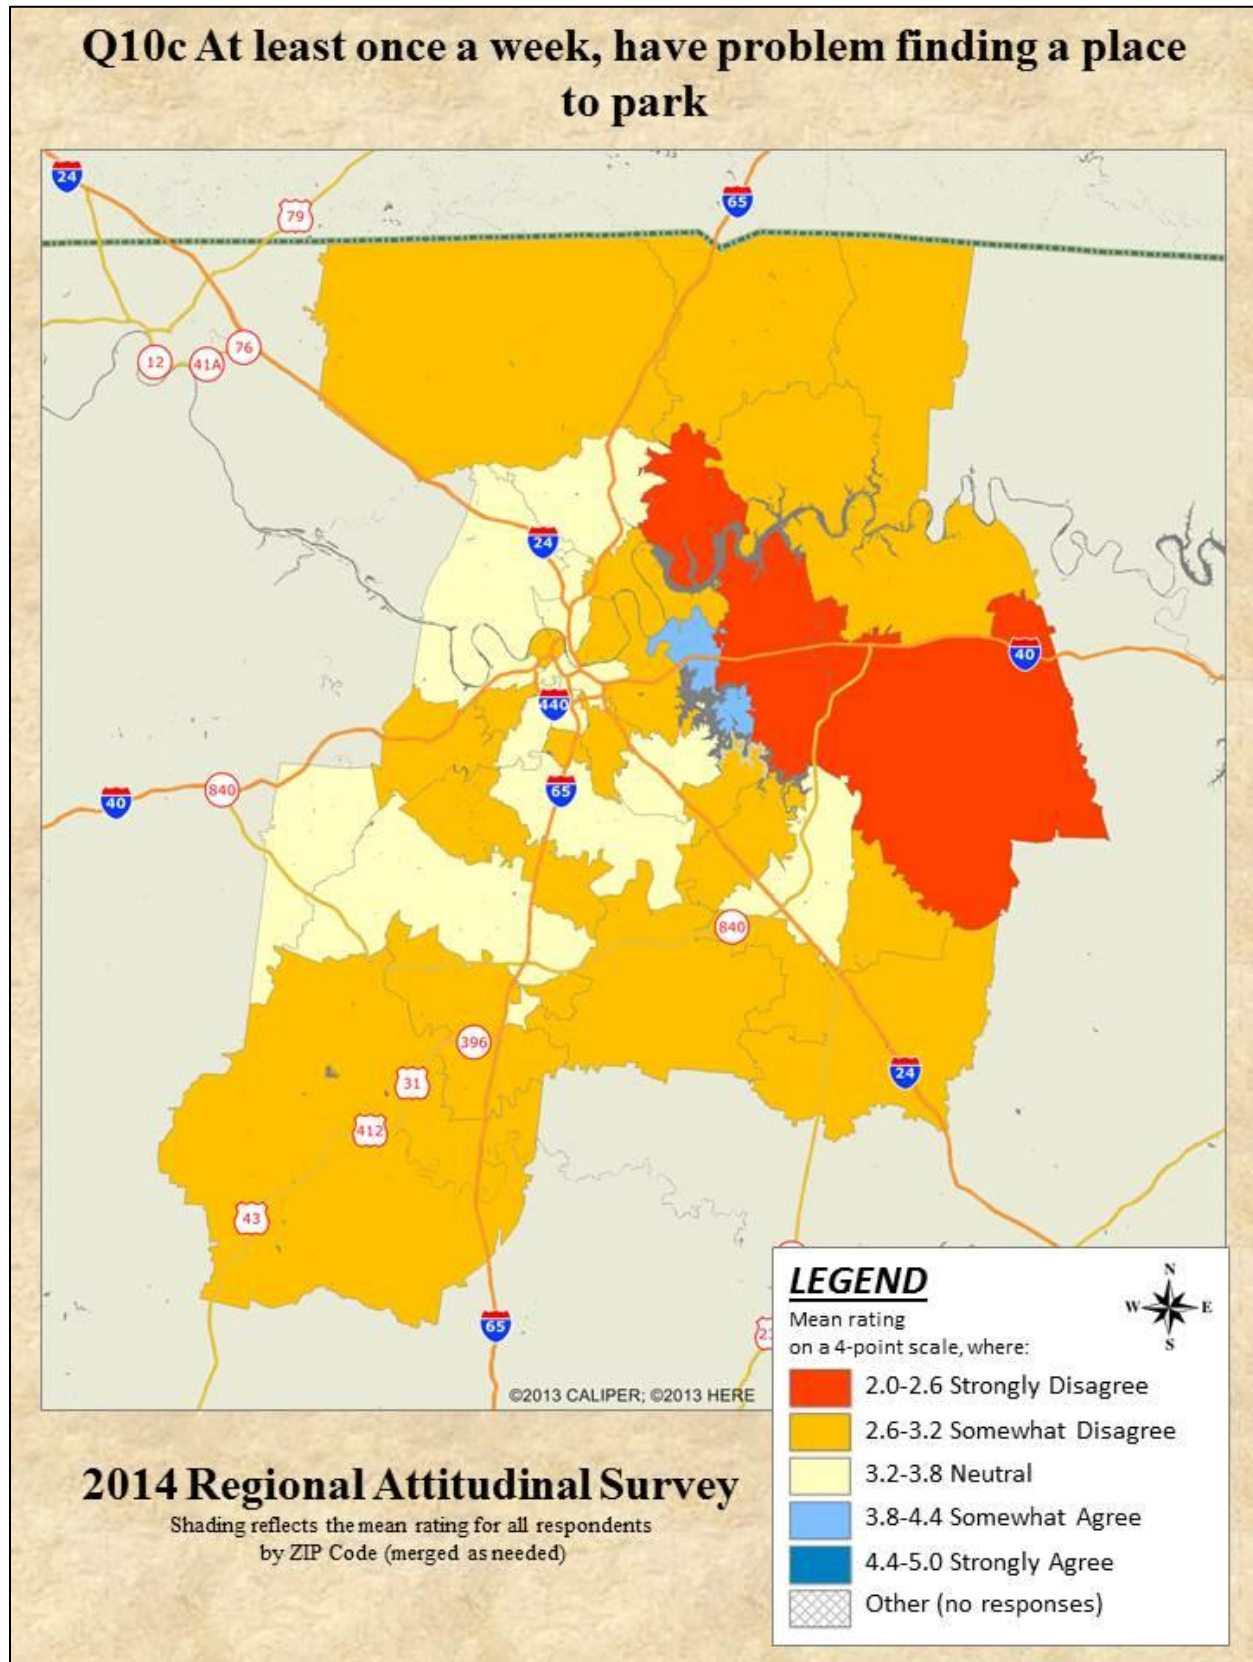 Q10c At least once a week, have problem finding a place
to park
24
65
79
12
41A
76
24
40
440
840
40
65
840
396
31
24
412
43
65
©2013 CALIPER; ©2013 HERE
LEGEND
N
W E
S
Mean rating
on a 4-point scale, where:
2.0-2.6 Strongly Disagree
2.6-3.2 Somewhat Disagree
3.2-3.8 Neutral
3.8-4.4 Somewhat Agree
4.4-5.0 Strongly Agree
Other (no responses)
2014 Regional Attitudinal Survey
Shading reflects the mean rating for all respondents
by ZIP Code (merged as needed)